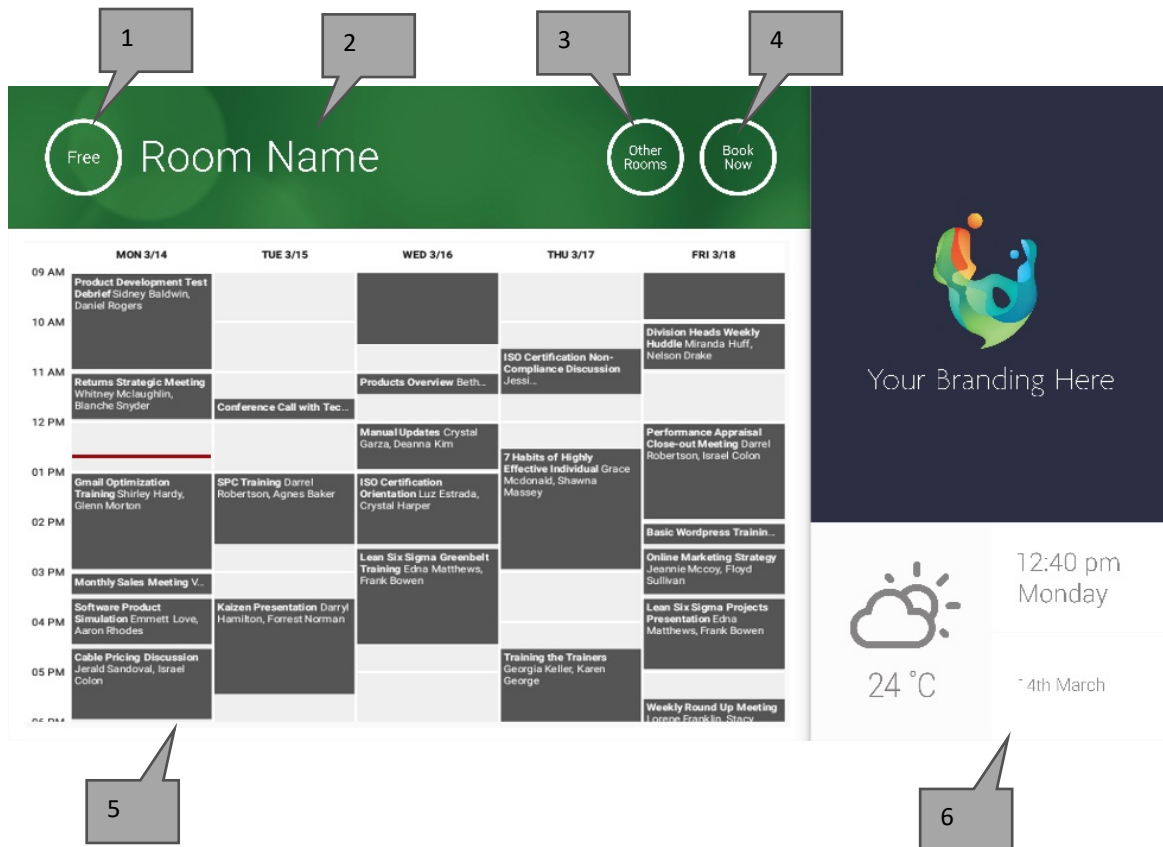 1
2
3
4
Free
Room Name
Other
Rooms
Book
Now
MON 3/14
TUE 3/15
WED 3/16
THU 3/17
FRI 3/18
09 AM
10 AM
11 AM
12 PM
01 PM
02 PM
03 PM
04 PM
05 PM
06 PM
Product Development Test
Debrief Sidney Baldwin,
Daniel Rogers
Returns Strategic Meeting
Whitney Mclaughlin,
Blanche Snyder
Gmail Optimization
Training Shirley Hardy,
Glenn Morton
Monthly Sales Meeting V...
Software Product
Simulation Emmett Love,
Aaron Rhodes
Cable Pricing Discussion
Jerald Sandoval, Israel
Colon
Conference Call with Tec...
SPC Training Darrel
Robertson, Agnes Baker
Kaizen Presentation Darryl
Hamilton, Forrest Norman
Products Overview Beth...
Manual Updates Crystal
Garza, Deanna Kim
ISO Certification
Orientation Luz Estrada,
Crystal Harper
Lean Six Sigma Greenbelt
Training Edna Matthews,
Frank Bowen
ISO Certification Non-
Compliance Discussion
Jessi...
7 Habits of Highly
Effective Individual Grace
Mcdonald, Shawna
Massey
Training the Trainers
Georgia Keller, Karen
George
Division Heads Weekly
Huddle Miranda Huff,
Nelson Drake
Performance Appraisal
Close-out Meeting Darrel
Robertson, Israel Colon
Basic Wordpress Trainin...
Online Marketing Strategy
Jeannie Mccoy, Floyd
Sullivan
Lean Six Sigma Projects
Presentation Edna
Matthews, Frank Bowen
Weekly Round Up Meeting
Lorene Franklin, Stacy
Your Branding Here
12:40 pm
Monday
24 °C
14th March
5
6